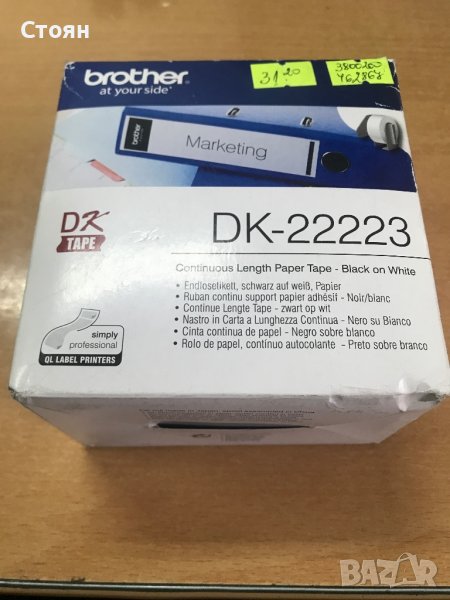 Стоян
brother
at your side
31.20
3800200
462868
Marketing
DK
TAPE
DK-22223
Continuous Length Paper Tape - Black on White
• Endlosetikett, schwarz auf weiß, Papier
• Ruban continu support papier adhésif - Noir/blanc
• Continue Lengte Tape - zwart op wit
• Nastro in Carta a Lunghezza Continua - Nero su Bianco
• Cinta continua de papel - Negro sobre blanco
• Rolo de papel, contínuo autocolante - Preto sobre branco
simply
professional
QL LABEL PRINTERS
BAZAR